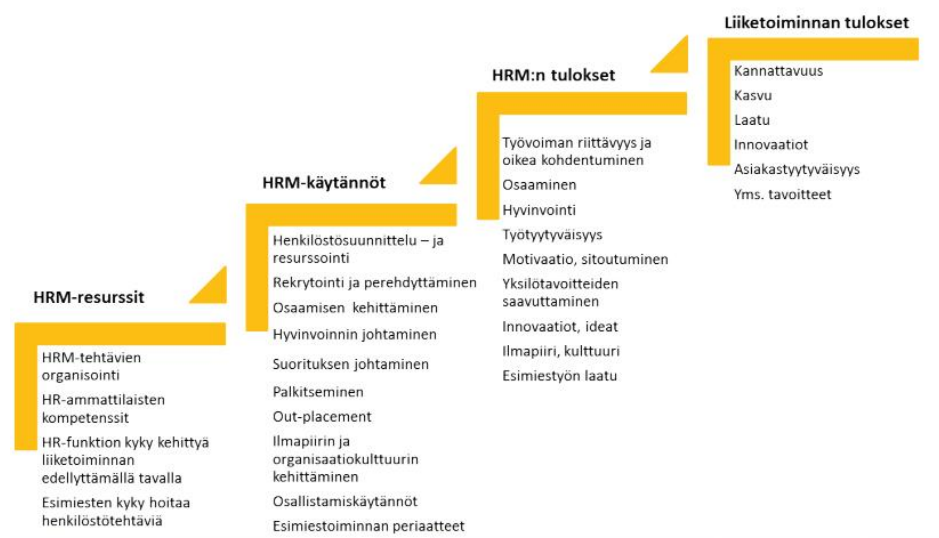 HRM-resurssit
HRM-tehtävien
organisointi
HR-ammattilaisten
kompetenssit
HR-funktion kyky kehittyä
liiketoiminnan
edellyttämällä tavalla
Esimiesten kyky hoitaa
henkilöstötehtäviä
HRM-käytännöt
Henkilöstösuunnittelu – ja
resurssointi
Rekrytointi ja perehdyttäminen
Osaamisen kehittäminen
Hyvinvoinnin johtaminen
Suorituksen johtaminen
Palkitseminen
Out-placement
Ilmapiirin ja
organisaatiokulttuurin
kehittäminen
Osallistamiskäytännöt
Esimiestoiminnan periaatteet
HRM:n tulokset
Työvoiman riittävyys ja
oikea kohdentuminen
Osaaminen
Hyvinvointi
Työtyytyväisyys
Motivaatio, sitoutuminen
Yksilötavoitteiden
saavuttaminen
Innovaatiot, ideat
Ilmapiiri, kulttuuri
Esimiestyön laatu
Liiketoiminnan tulokset
Kannattavuus
Kasvu
Laatu
Innovaatiot
Asiakastyytyväisyys
Yms. tavoitteet